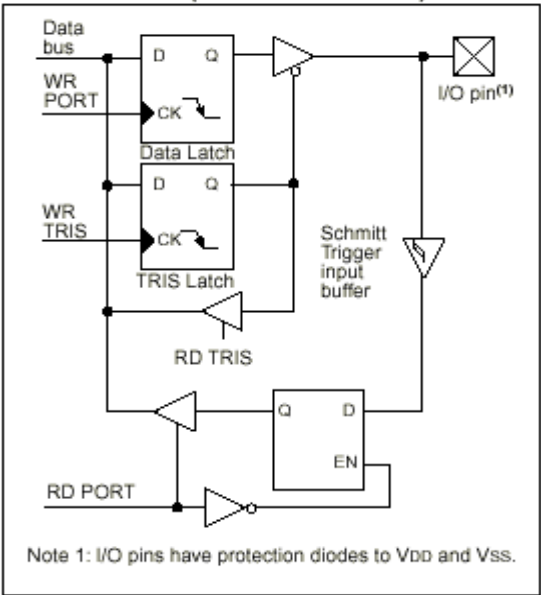 Data
bus
D Q
WR
PORT
CK
I/O pin(1)
Data Latch
D Q
WR
TRIS
CK
TRIS Latch
Schmitt
Trigger
input
buffer
RD TRIS
Q D
EN
RD PORT
Note 1: I/O pins have protection diodes to VDD and VSS.